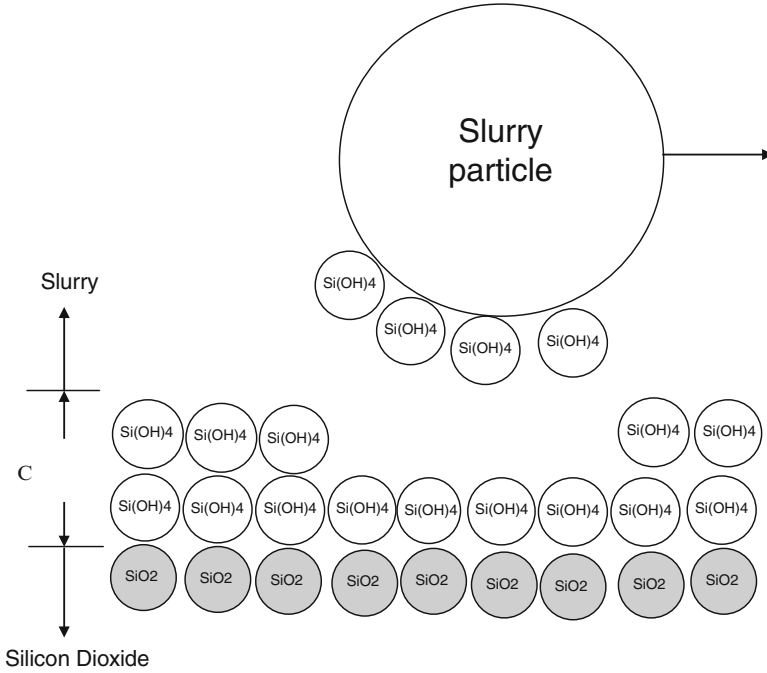 Slurry
particle
Si(OH)4
Si(OH)4
Si(OH)4
Si(OH)4
Slurry
Si(OH)4 Si(OH)4 Si(OH)4 Si(OH)4 Si(OH)4
C
Si(OH)4 Si(OH)4 Si(OH)4 Si(OH)4 Si(OH)4 Si(OH)4 Si(OH)4 Si(OH)4 Si(OH)4
SiO2 SiO2 SiO2 SiO2 SiO2 SiO2 SiO2 SiO2 SiO2
Silicon Dioxide